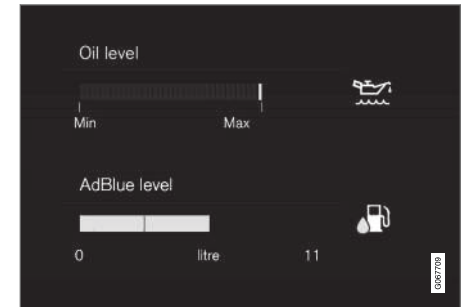 Oil level
Min Max
AdBlue level
0 litre 11
G067709